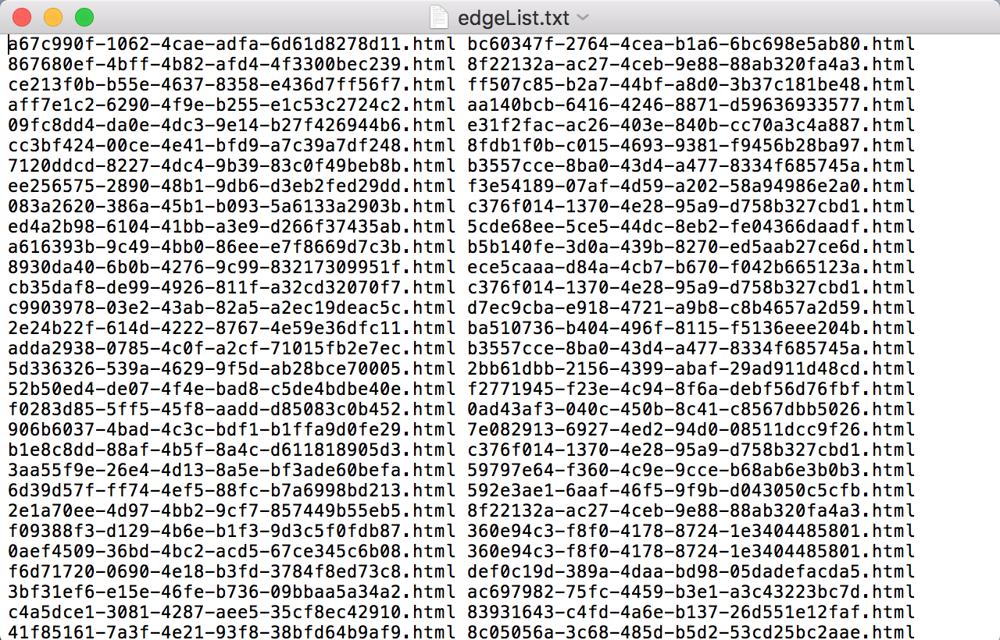 edgeList.txt
a67c990f-1062-4cae-adfa-6d61d8278d11.html bc60347f-2764-4cea-b1a6-6bc698e5ab80.html
867680ef-4bff-4b82-afd4-4f3300bec239.html 8f22132a-ac27-4ceb-9e88-88ab320fa4a3.html
ce213f0b-b55e-4637-8358-e436d7ff56f7.html ff507c85-b2a7-44bf-a8d0-3b37c181be48.html
aff7e1c2-6290-4f9e-b255-e1c53c2724c2.html aa140bcb-6416-4246-8871-d59636933577.html
09fc8dd4-da0e-4dc3-9e14-b27f426944b6.html e31f2fac-ac26-403e-840b-cc70a3c4a887.html
cc3bf424-00ce-4e41-bfd9-a7c39a7df248.html 8fdb1f0b-c015-4693-9381-f9456b28ba97.html
7120ddcd-8227-4dc4-9b39-83c0f49beb8b.html b3557cce-8ba0-43d4-a477-8334f685745a.html
ee256575-2890-48b1-9db6-d3eb2fed29dd.html f3e54189-07af-4d59-a202-58a94986e2a0.html
083a2620-386a-45b1-b093-5a6133a2903b.html c376f014-1370-4e28-95a9-d758b327cbd1.html
ed4a2b98-6104-41bb-a3e9-d266f37435ab.html 5cde68ee-5ce5-44dc-8eb2-fe04366daadf.html
a616393b-9c49-4bb0-86ee-e7f8669d7c3b.html b5b140fe-3d0a-439b-8270-ed5aab27ce6d.html
8930da40-6b0b-4276-9c99-83217309951f.html ece5caaa-d84a-4cb7-b670-f042b665123a.html
cb35daf8-de99-4926-811f-a32cd32070f7.html c376f014-1370-4e28-95a9-d758b327cbd1.html
c9903978-03e2-43ab-82a5-a2ec19deac5c.html d7ec9cba-e918-4721-a9b8-c8b4657a2d59.html
2e24b22f-614d-4222-8767-4e59e36dfc11.html ba510736-b404-496f-8115-f5136eee204b.html
adda2938-0785-4c0f-a2cf-71015fb2e7ec.html b3557cce-8ba0-43d4-a477-8334f685745a.html
5d336326-539a-4629-9f5d-ab28bce70005.html 2bb61dbb-2156-4399-abaf-29ad911d48cd.html
52b50ed4-de07-4f4e-bad8-c5de4bdbe40e.html f2771945-f23e-4c94-8f6a-debf56d76fbf.html
f0283d85-5ff5-45f8-aadd-d85083c0b452.html 0ad43af3-040c-450b-8c41-c8567dbb5026.html
906b6037-4bad-4c3c-bdf1-b1ffa9d0fe29.html 7e082913-6927-4ed2-94d0-08511dcc9f26.html
b1e8c8dd-88af-4b5f-8a4c-d611818905d3.html c376f014-1370-4e28-95a9-d758b327cbd1.html
3aa55f9e-26e4-4d13-8a5e-bf3ade60befa.html 59797e64-f360-4c9e-9cce-b68ab6e3b0b3.html
6d39d57f-ff74-4ef5-88fc-b7a6998bd213.html 592e3ae1-6aaf-46f5-9f9b-d043050c5cfb.html
2e1a70ee-4d97-4bb2-9cf7-857449b55eb5.html 8f22132a-ac27-4ceb-9e88-88ab320fa4a3.html
f09388f3-d129-4b6e-b1f3-9d3c5f0fdb87.html 360e94c3-f8f0-4178-8724-1e3404485801.html
0aef4509-36bd-4bc2-acd5-67ce345c6b08.html 360e94c3-f8f0-4178-8724-1e3404485801.html
f6d71720-0690-4e18-b3fd-3784f8ed73c8.html def0c19d-389a-4daa-bd98-05dadefacda5.html
3bf31ef6-e15e-46fe-b736-09bbaa5a34a2.html ac697982-75fc-4459-b3e1-a3c43223bc7d.html
c4a5dce1-3081-4287-aee5-35cf8ec42910.html 83931643-c4fd-4a6e-b137-26d551e12faf.html
41f85161-7a3f-4e21-93f8-38bfd64b9af9.html 8c05056a-3c68-485d-b5d2-53cd25bc2aae.html